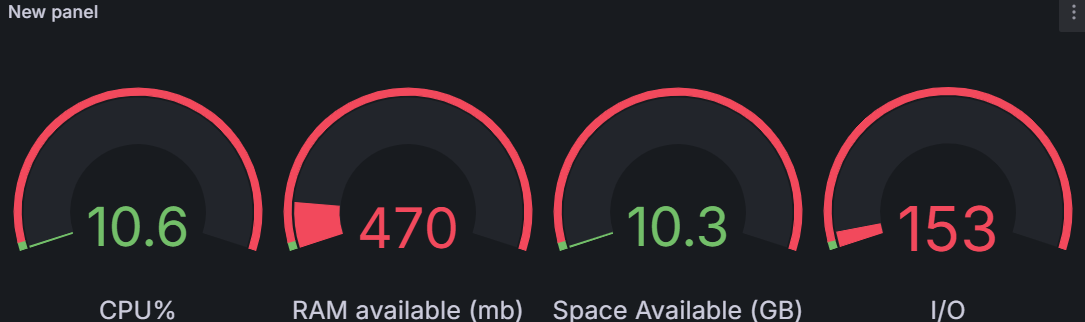 New panel
10.6 470 10.3 153
CPU% RAM available (mb) Space Available (GB) I/O